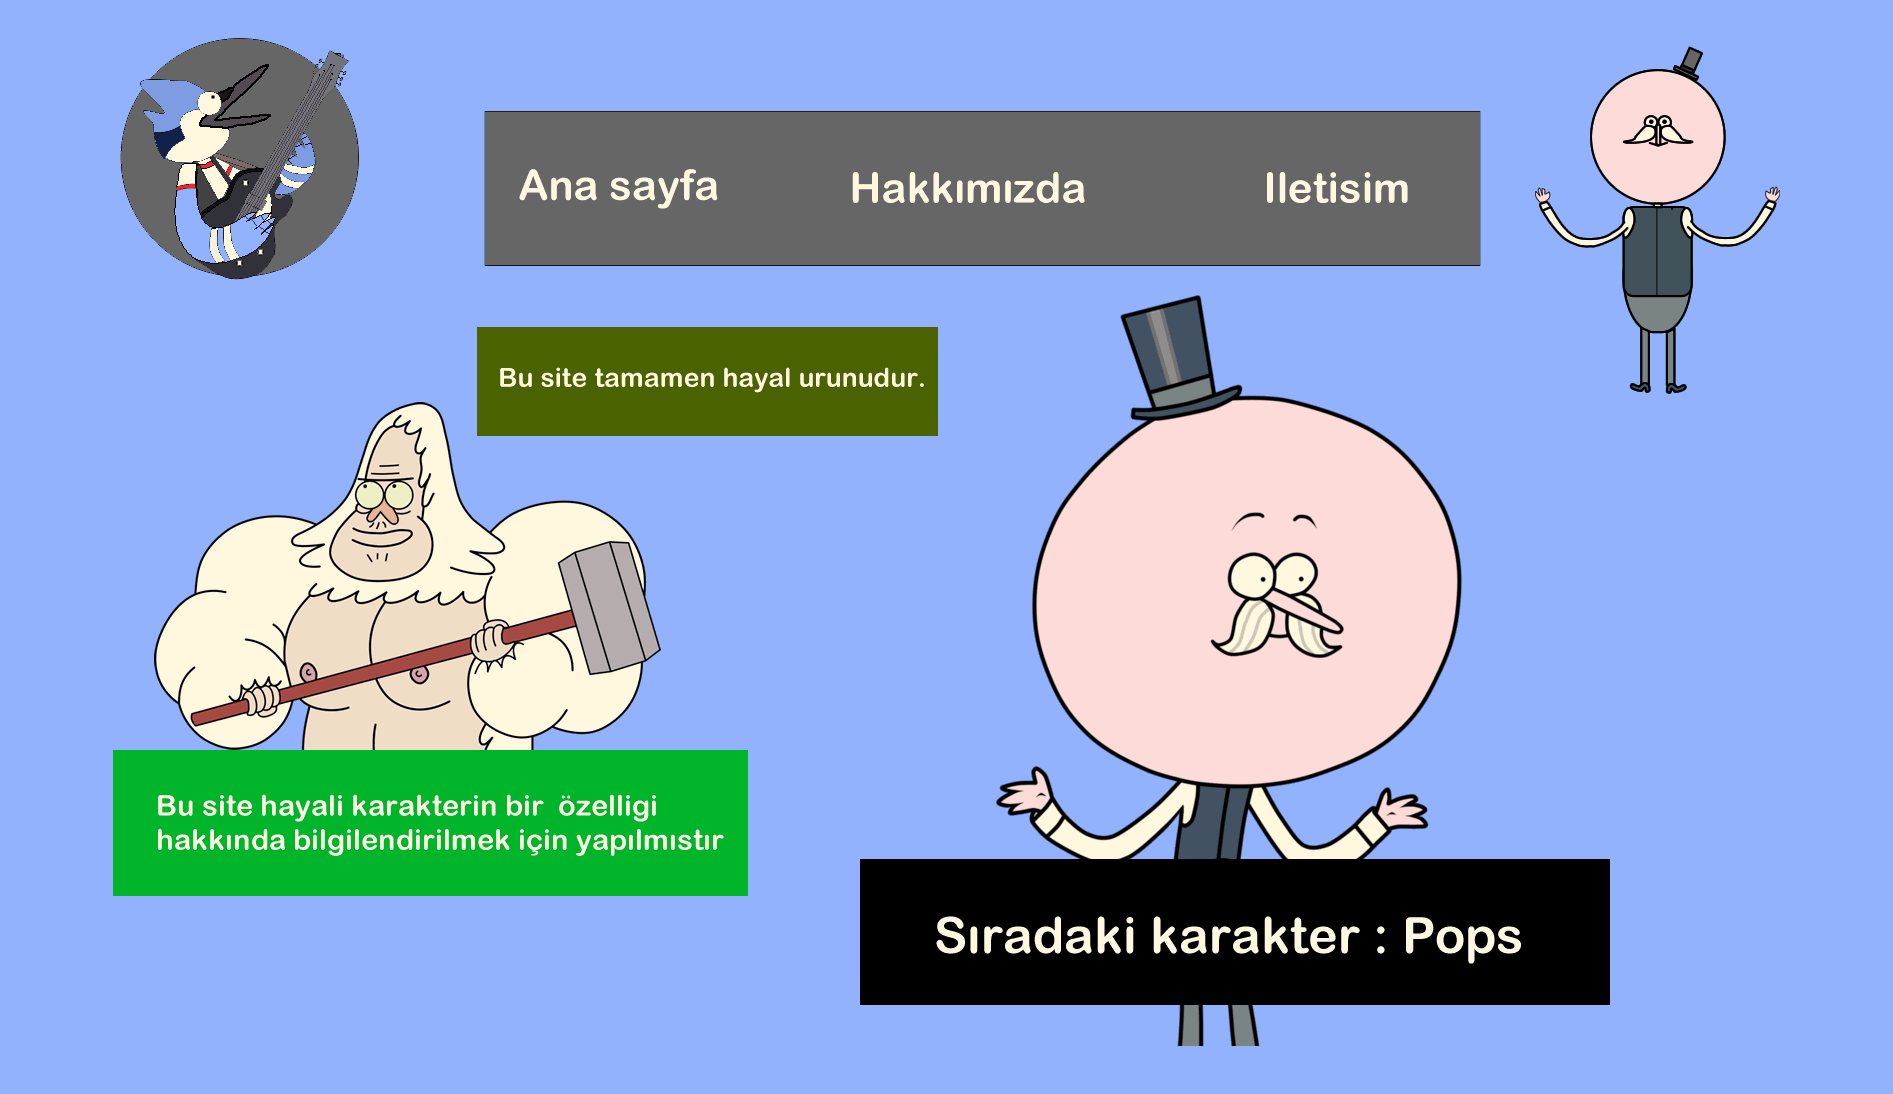 Ana sayfa
Hakkımızda
Iletisim
Bu site tamamen hayal urunudur.
Bu site hayali karakterin bir  özelligi
hakkında bilgilendirilmek için yapılmıstır
Sıradaki karakter : Pops